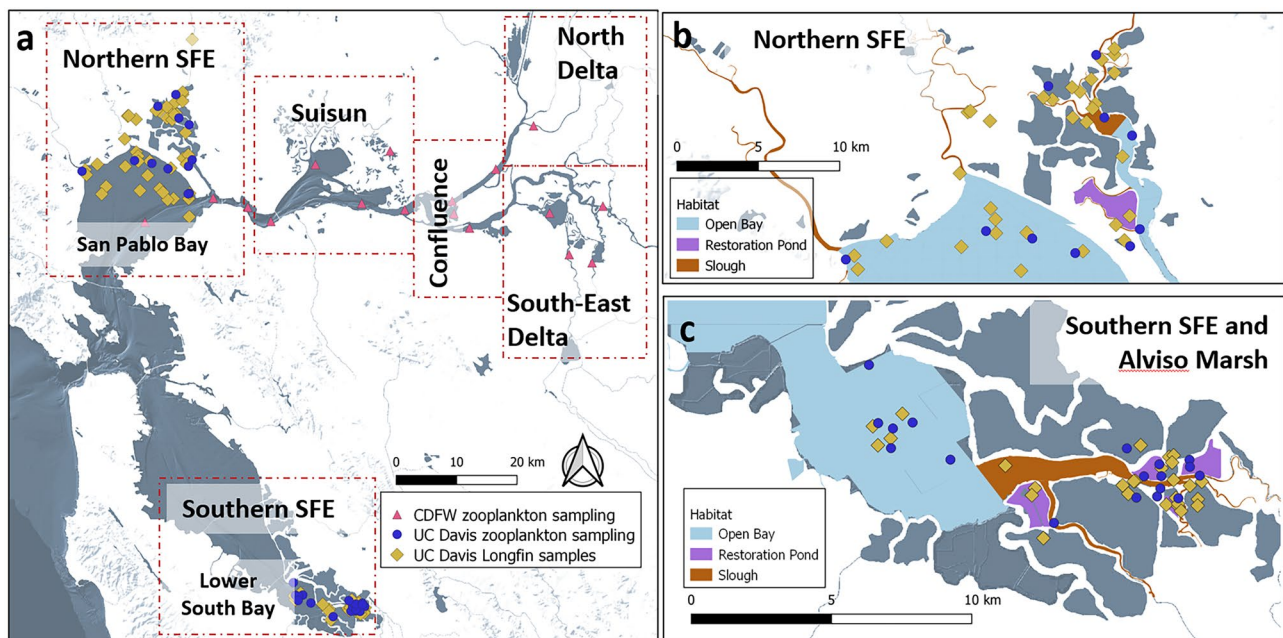 a
Northern SFE
San Pablo Bay
Suisun
Confluence
North
Delta
South-East
Delta
0 10 20 km
CDFW zooplankton sampling
UC Davis zooplankton sampling
UC Davis Longfin samples
Southern SFE
Lower
South Bay
b
Northern SFE
0 5 10 km
Habitat
Open Bay
Restoration Pond
Slough
c
Southern SFE and
Alviso Marsh
Habitat
Open Bay
Restoration Pond
Slough
0 5 10 km